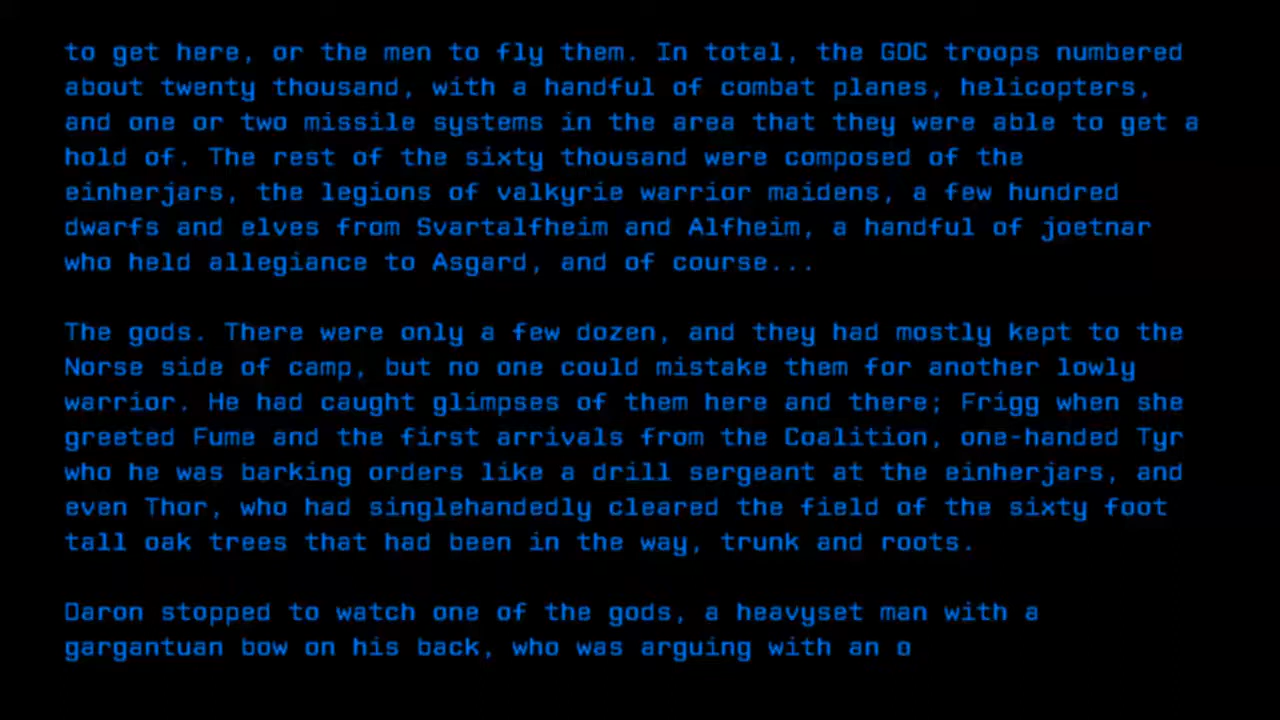 to get here, or the men to fly them. In total, the GOC troops numbered
about twenty thousand, with a handful of combat planes, helicopters,
and one or two missile systems in the area that they were able to get a
hold of. The rest of the sixty thousand were composed of the
einherjars, the legions of valkyrie warrior maidens, a few hundred
dwarfs and elves from Svartalfheim and Alfheim, a handful of joetnar
who held allegiance to Asgard, and of course...
The gods. There were only a few dozen, and they had mostly kept to the
Norse side of camp, but no one could mistake them for another lowly
warrior. He had caught glimpses of them here and there; Frigg when she
greeted Fume and the first arrivals from the Coalition, one-handed Tyr
who he was barking orders like a drill sergeant at the einherjars, and
even Thor, who had singlehandedly cleared the field of the sixty foot
tall oak trees that had been in the way, trunk and roots.
Daron stopped to watch one of the gods, a heavyset man with a
gargantuan bow on his back, who was arguing with an o